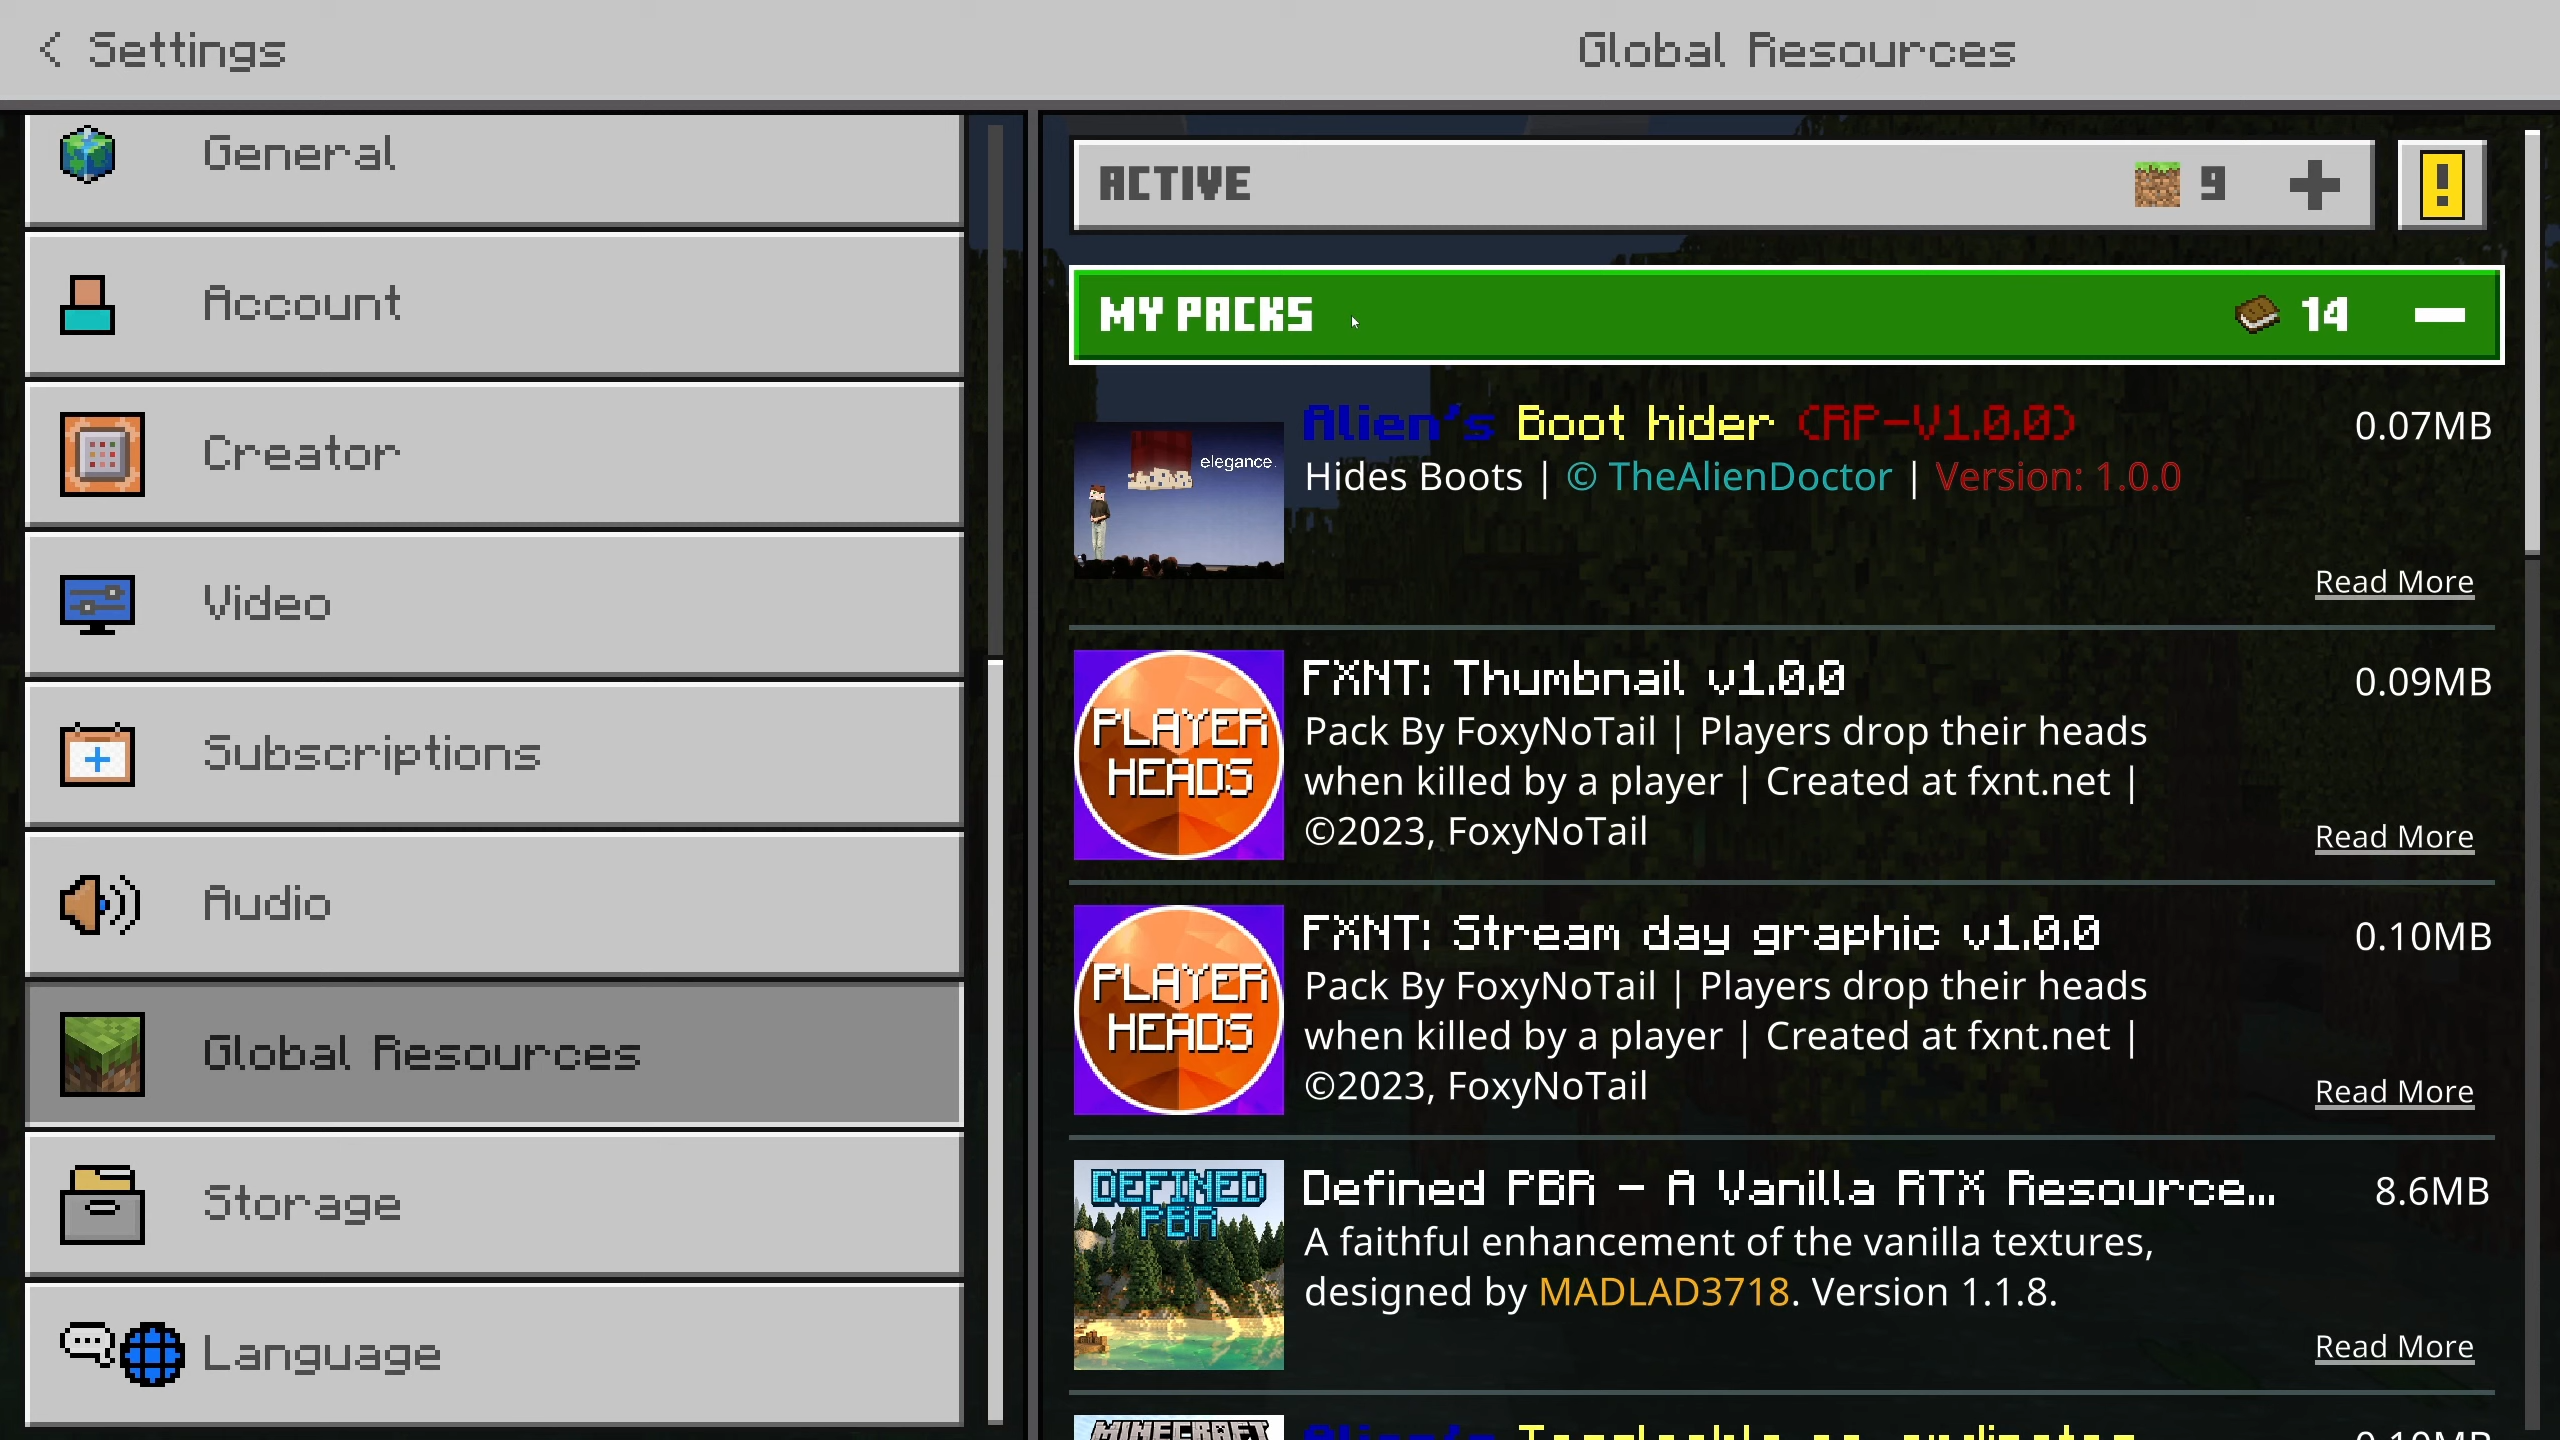 Settings
Global Resources
General
Account
Creator
Video
Subscriptions
Audio
Global Resources
Storage
Language
ACTIVE 9
MY PACKS 14
elegance.
Alien's Boot hider (RP-V1.0.0) 0.07MB
Hides Boots | © TheAlienDoctor | Version: 1.0.0
Read More
PLAYER
HEADS
FXNT: Thumbnail v1.0.0 0.09MB
Pack By FoxyNoTail | Players drop their heads
when killed by a player | Created at fxnt.net |
©2023, FoxyNoTail
Read More
PLAYER
HEADS
FXNT: Stream day graphic v1.0.0 0.10MB
Pack By FoxyNoTail | Players drop their heads
when killed by a player | Created at fxnt.net |
©2023, FoxyNoTail
Read More
DEFINED
PBR
Defined PBR - A Vanilla RTX Resource... 8.6MB
A faithful enhancement of the vanilla textures,
designed by MADLAD3718. Version 1.1.8.
Read More
MINECRAFT
Alien's